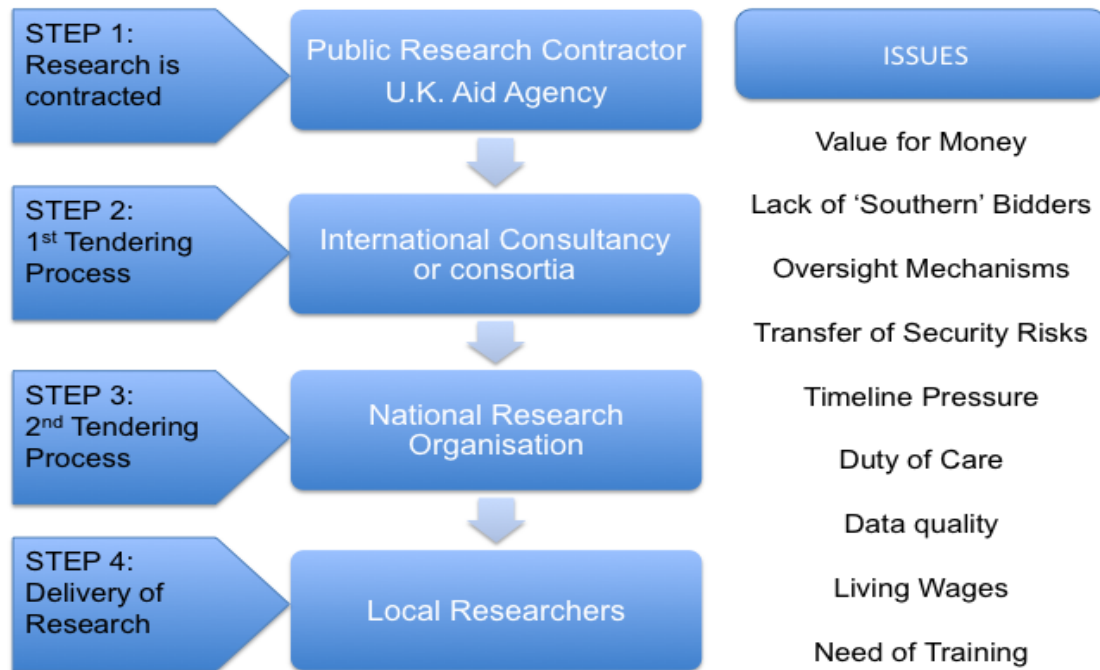 STEP 1:
Research is
contracted
Public Research Contractor
U.K. Aid Agency
STEP 2:
1st Tendering
Process
International Consultancy
or consortia
STEP 3:
2nd Tendering
Process
National Research
Organisation
STEP 4:
Delivery of
Research
Local Researchers
ISSUES
Value for Money
Lack of ‘Southern’ Bidders
Oversight Mechanisms
Transfer of Security Risks
Timeline Pressure
Duty of Care
Data quality
Living Wages
Need of Training